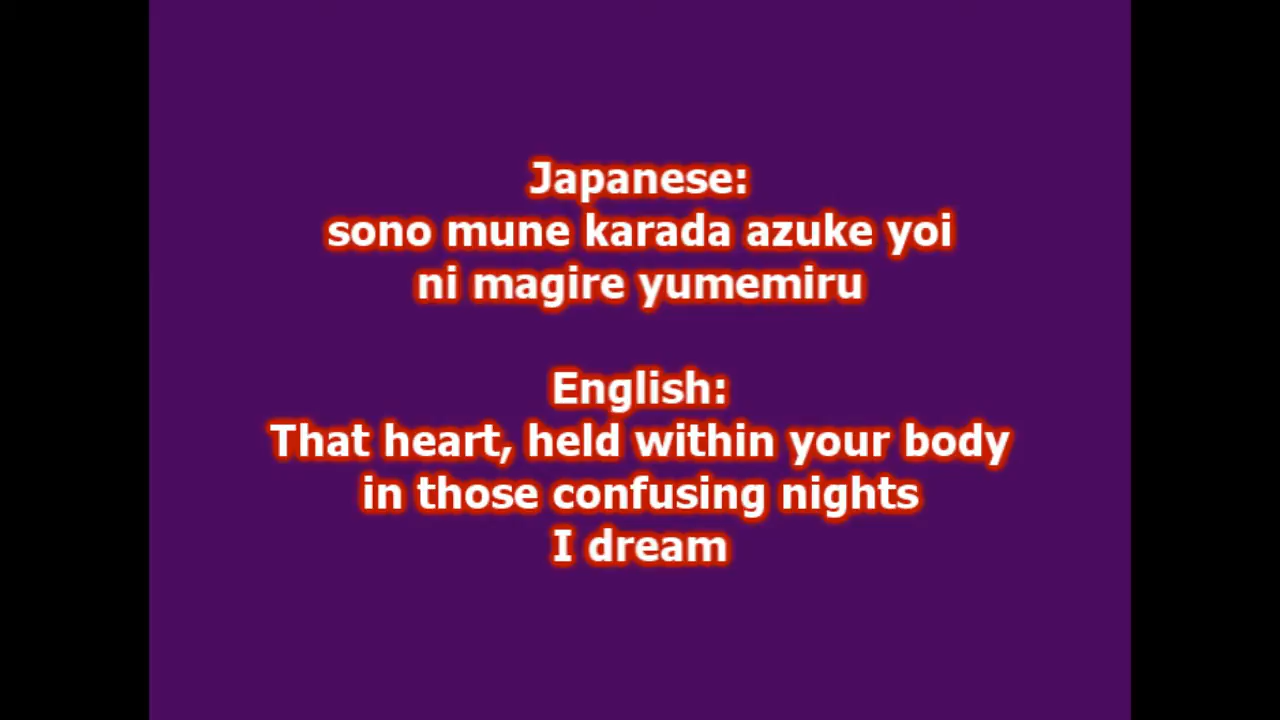 Japanese:
sono mune karada azuke yoi
ni magire yumemiru
English:
That heart, held within your body
in those confusing nights
I dream